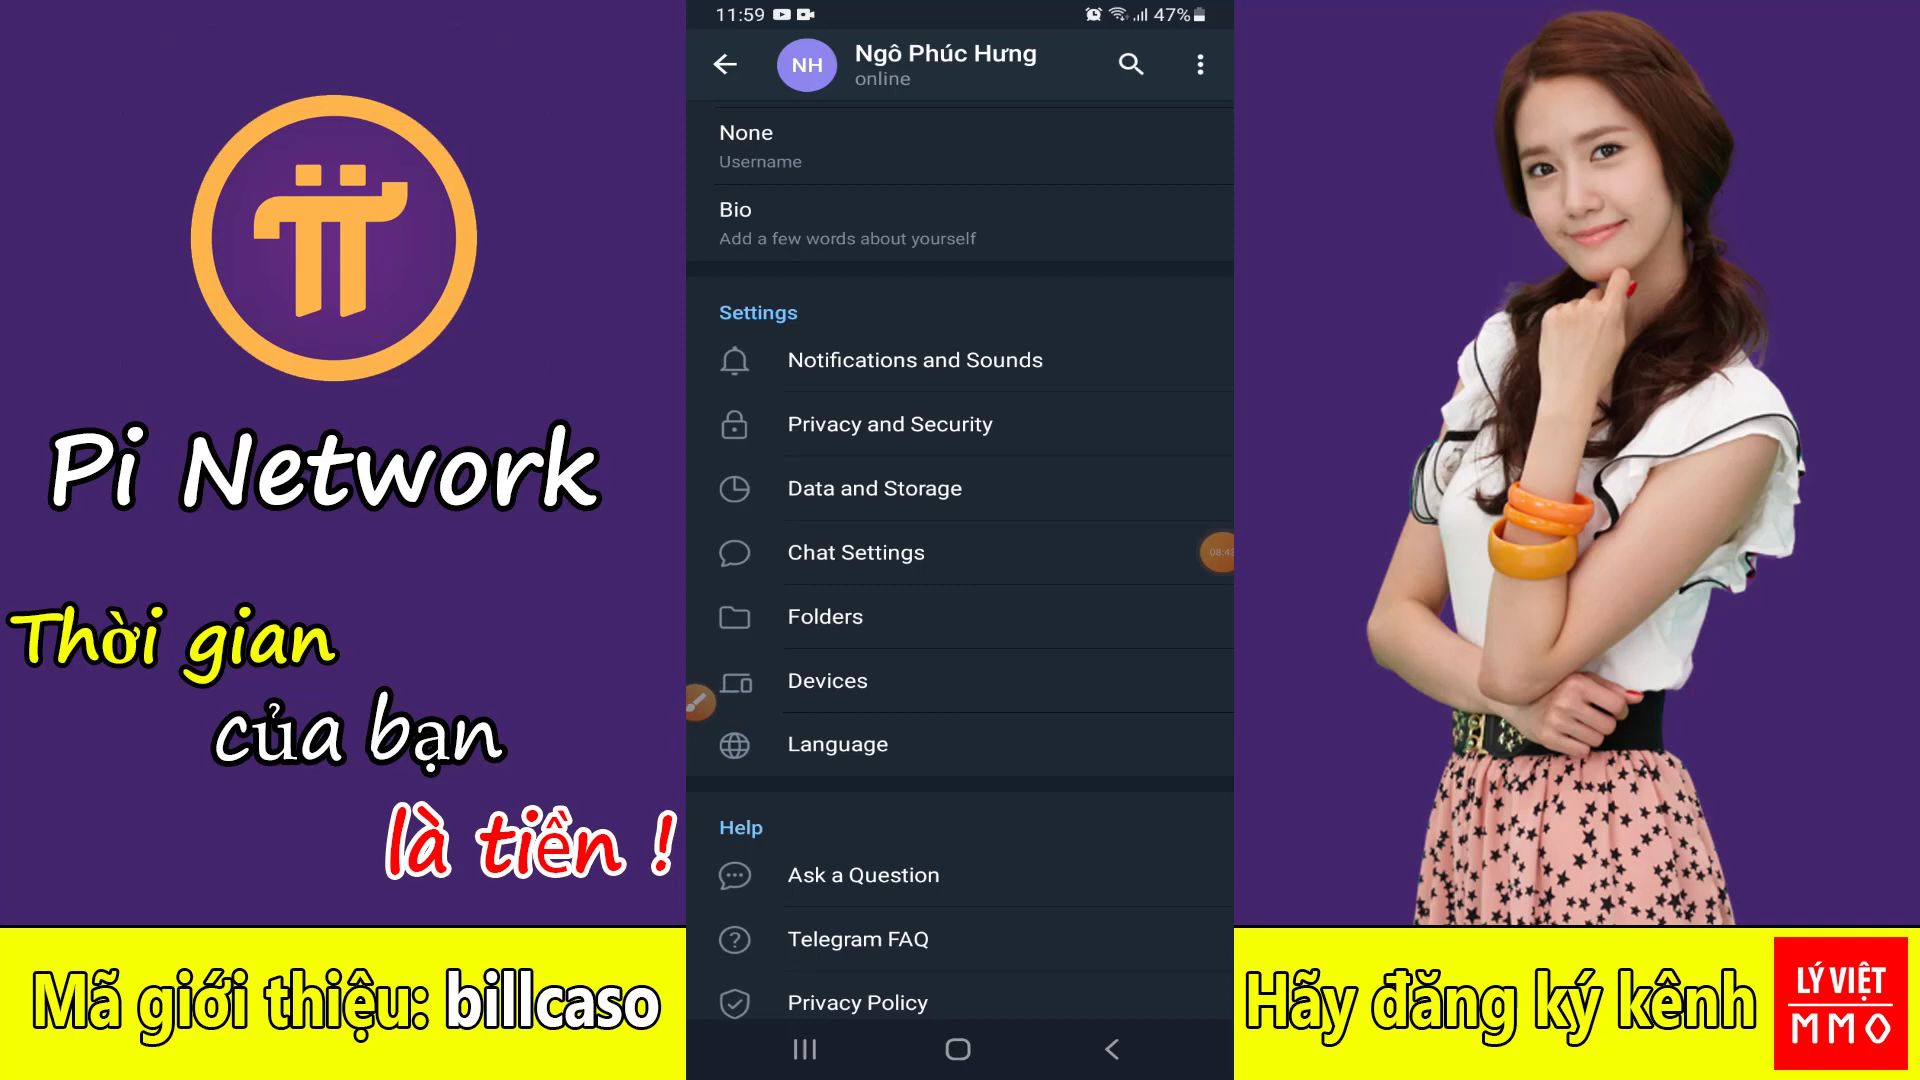 Pi Network
Thời gian
của bạn
là tiền !
Mã giới thiệu: billcaso
11:59
47%
NH
Ngô Phúc Hưng
online
None
Username
Bio
Add a few words about yourself
Settings
Notifications and Sounds
Privacy and Security
Data and Storage
Chat Settings
08:43
Folders
Devices
Language
Help
Ask a Question
Telegram FAQ
Privacy Policy
Hãy đăng ký kênh
LÝ VIỆT
MMO